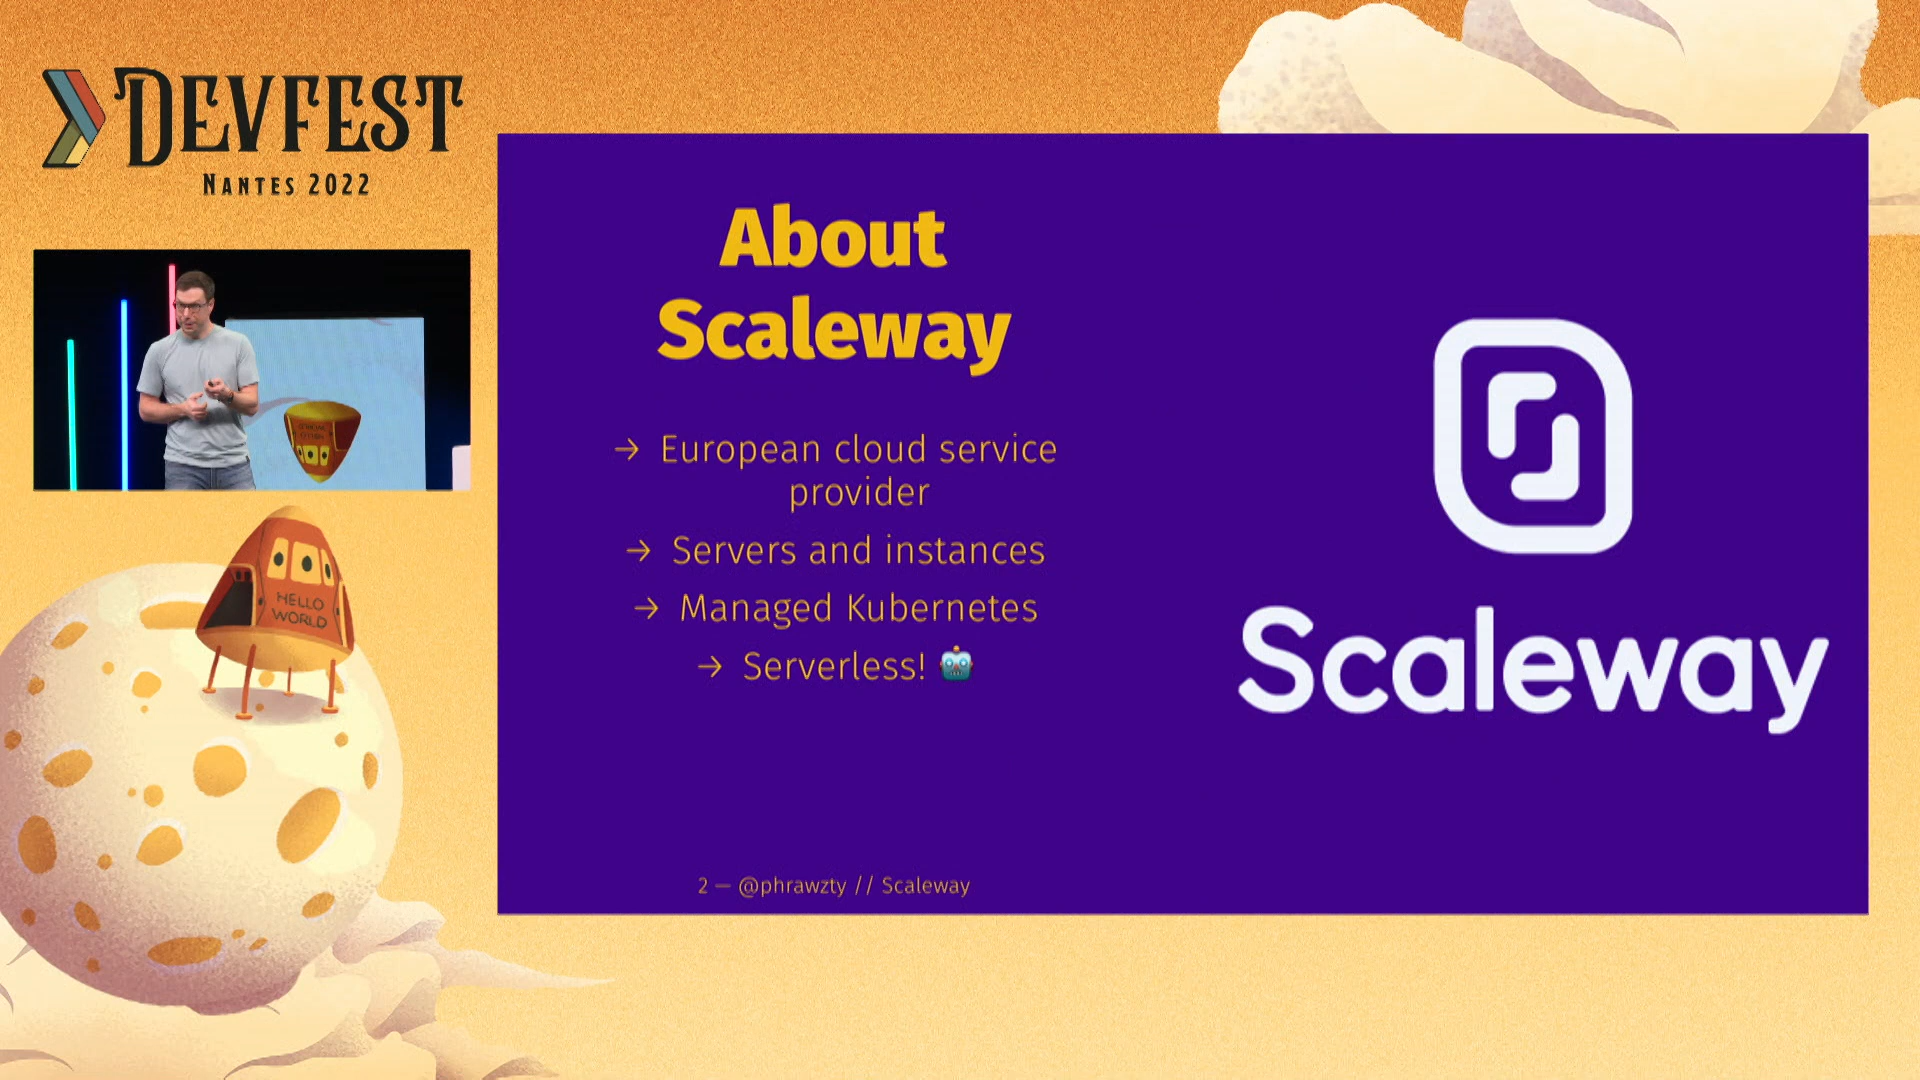 DEVFEST
NANTES 2022
About
Scaleway
→ European cloud service
provider
→ Servers and instances
→ Managed Kubernetes
→ Serverless! 🤖
2 — @phrawzty // Scaleway
Scaleway
HELLO
WORLD